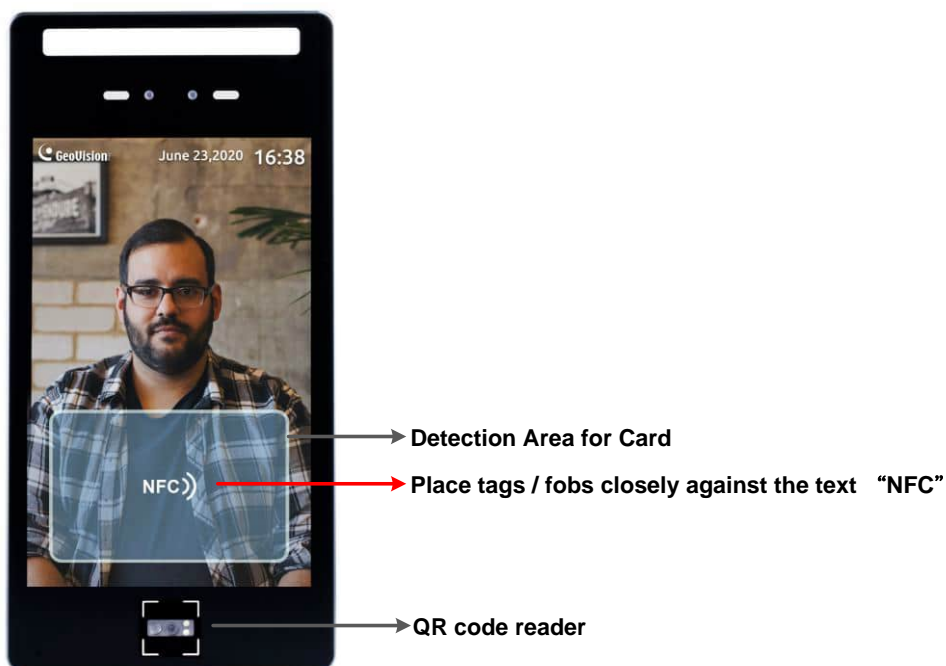 GeoVision June 23,2020 16:38
Detection Area for Card
NFC
Place tags / fobs closely against the text “NFC”
QR code reader